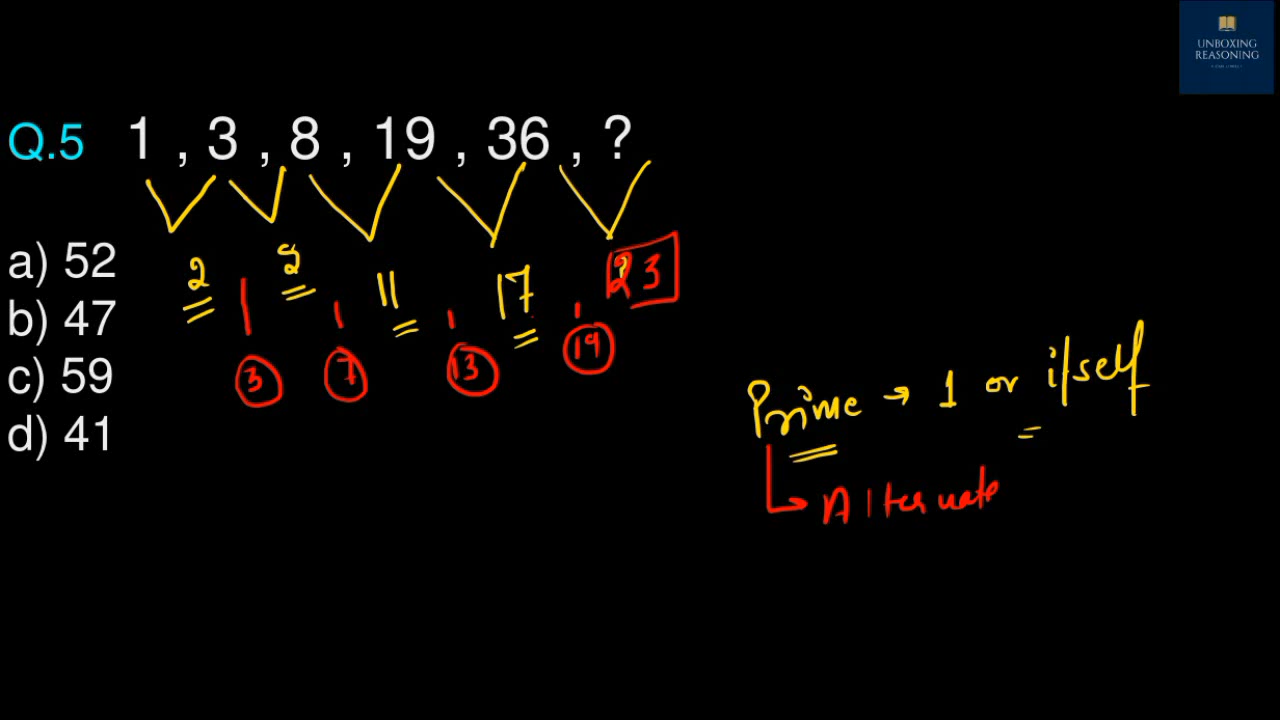 UNBOXING
REASONING
Q.5 1 , 3 , 8 , 19 , 36 , ?
a) 52
b) 47
c) 59
d) 41
2 5 11 17 23
3 7 13 19
Prime → 1 or itself
Alternate